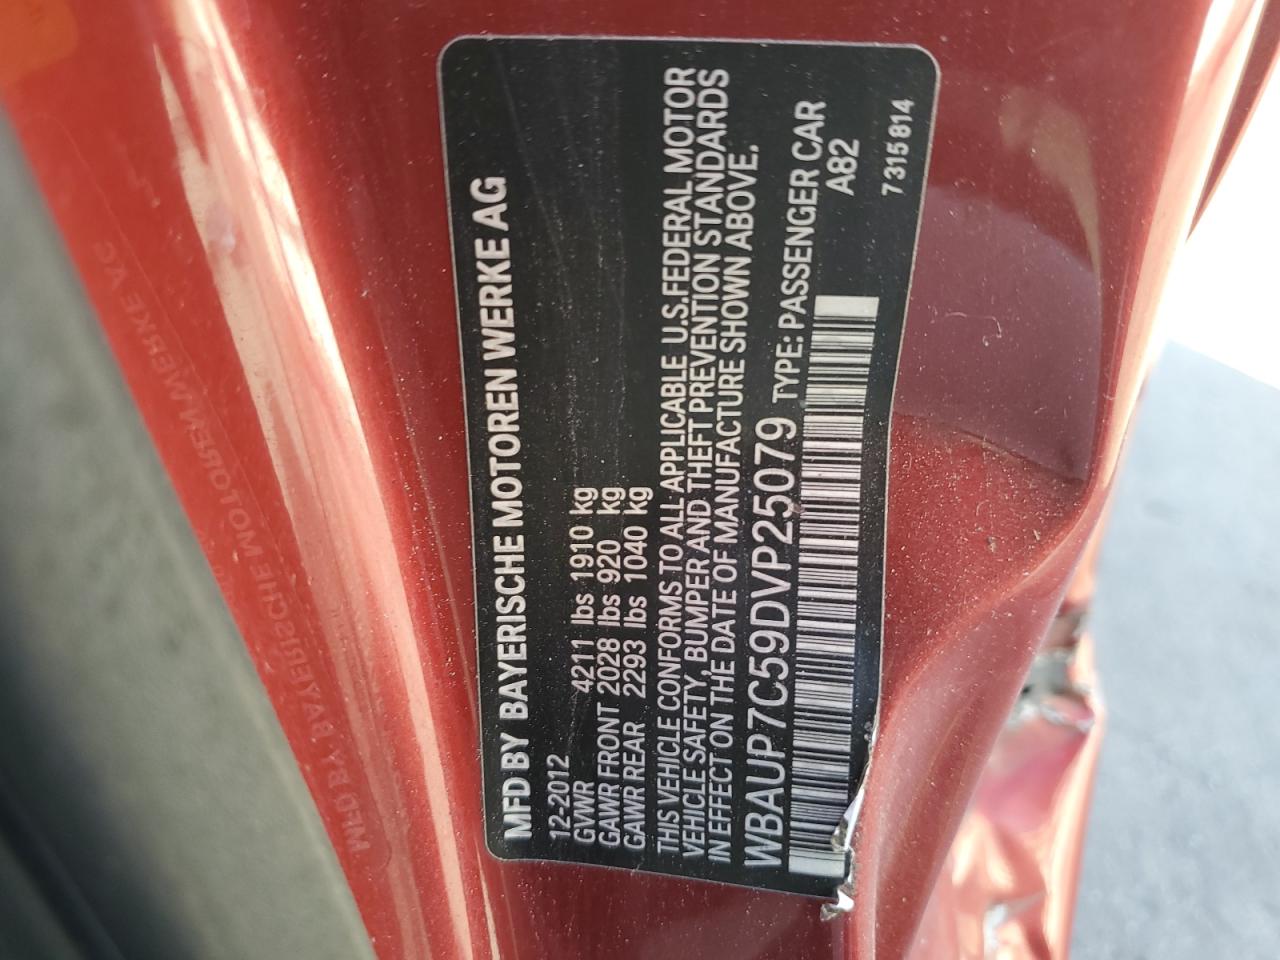 MFD BY BAYERISCHE MOTOREN WERKE AG
12-2012
GVWR 4211 lbs 1910 kg
GAWR FRONT 2028 lbs 920 kg
GAWR REAR 2293 lbs 1040 kg
THIS VEHICLE CONFORMS TO ALL APPLICABLE U.S.FEDERAL MOTOR
VEHICLE SAFETY, BUMPER AND THEFT PREVENTION STANDARDS
IN EFFECT ON THE DATE OF MANUFACTURE SHOWN ABOVE.
WBAUP7C59DVP25079 TYPE: PASSENGER CAR
A82
7315814